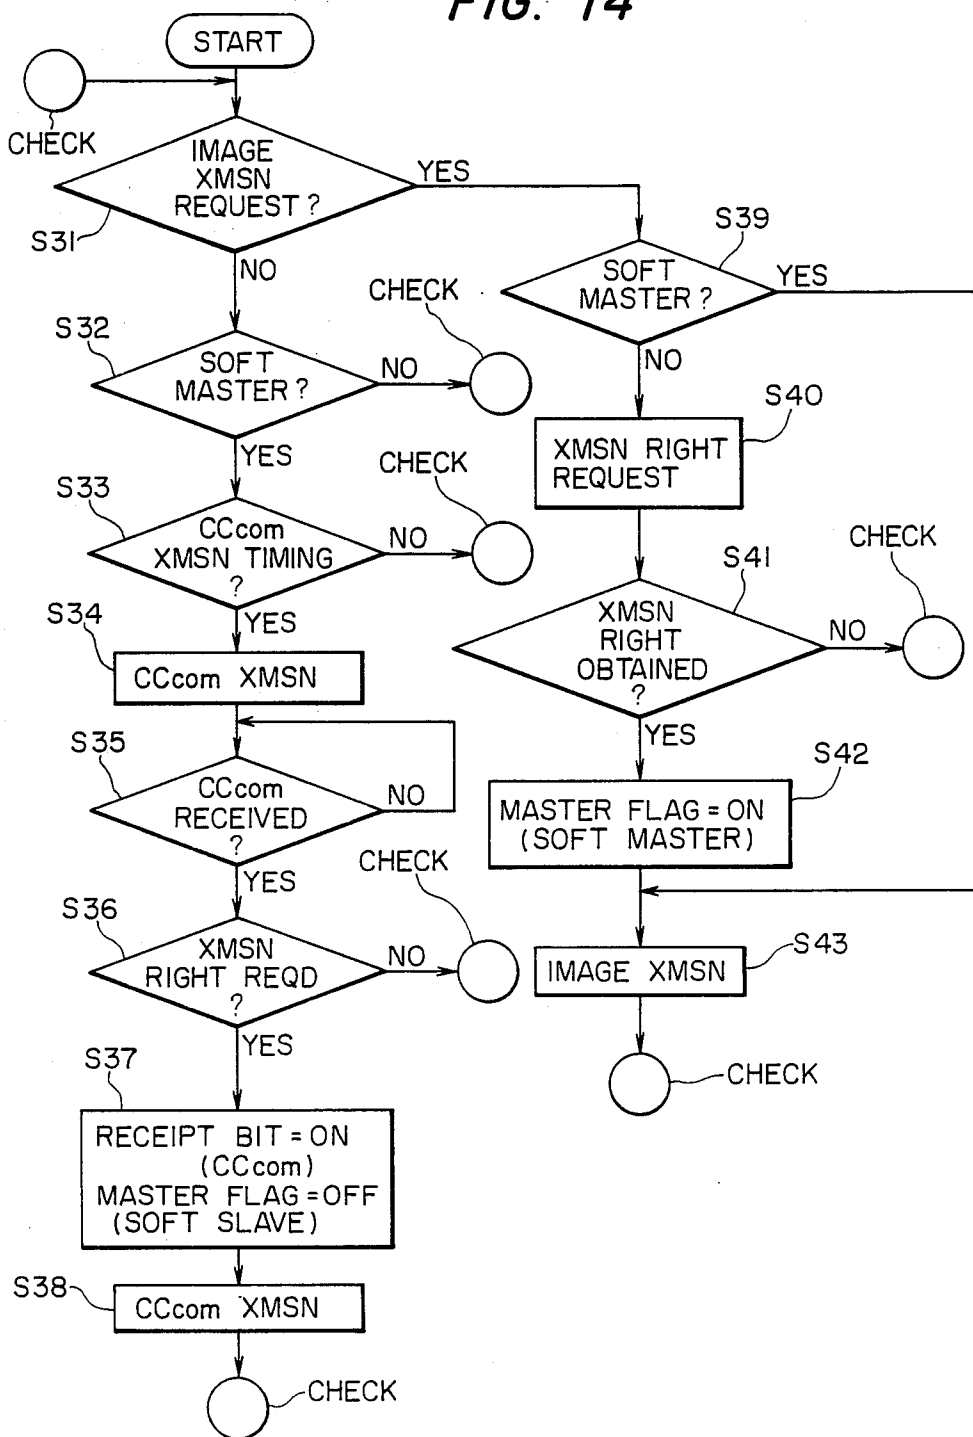 FIG. 14
START
CHECK
IMAGE
XMSN
REQUEST?
YES
S31
NO
S39
SOFT
MASTER?
YES
NO
CHECK
S32
SOFT
MASTER?
NO
YES
S40
XMSN RIGHT
REQUEST
CHECK
S33
CCcom
XMSN TIMING
?
NO
YES
S41
XMSN
RIGHT
OBTAINED
?
NO
CHECK
YES
S34
CCcom XMSN
S35
CCcom
RECEIVED
?
NO
YES
S42
MASTER FLAG=ON
(SOFT MASTER)
CHECK
S36
XMSN
RIGHT REQD
?
NO
YES
S43
IMAGE XMSN
CHECK
S37
RECEIPT BIT=ON
(CCcom)
MASTER FLAG=OFF
(SOFT SLAVE)
S38
CCcom XMSN
CHECK